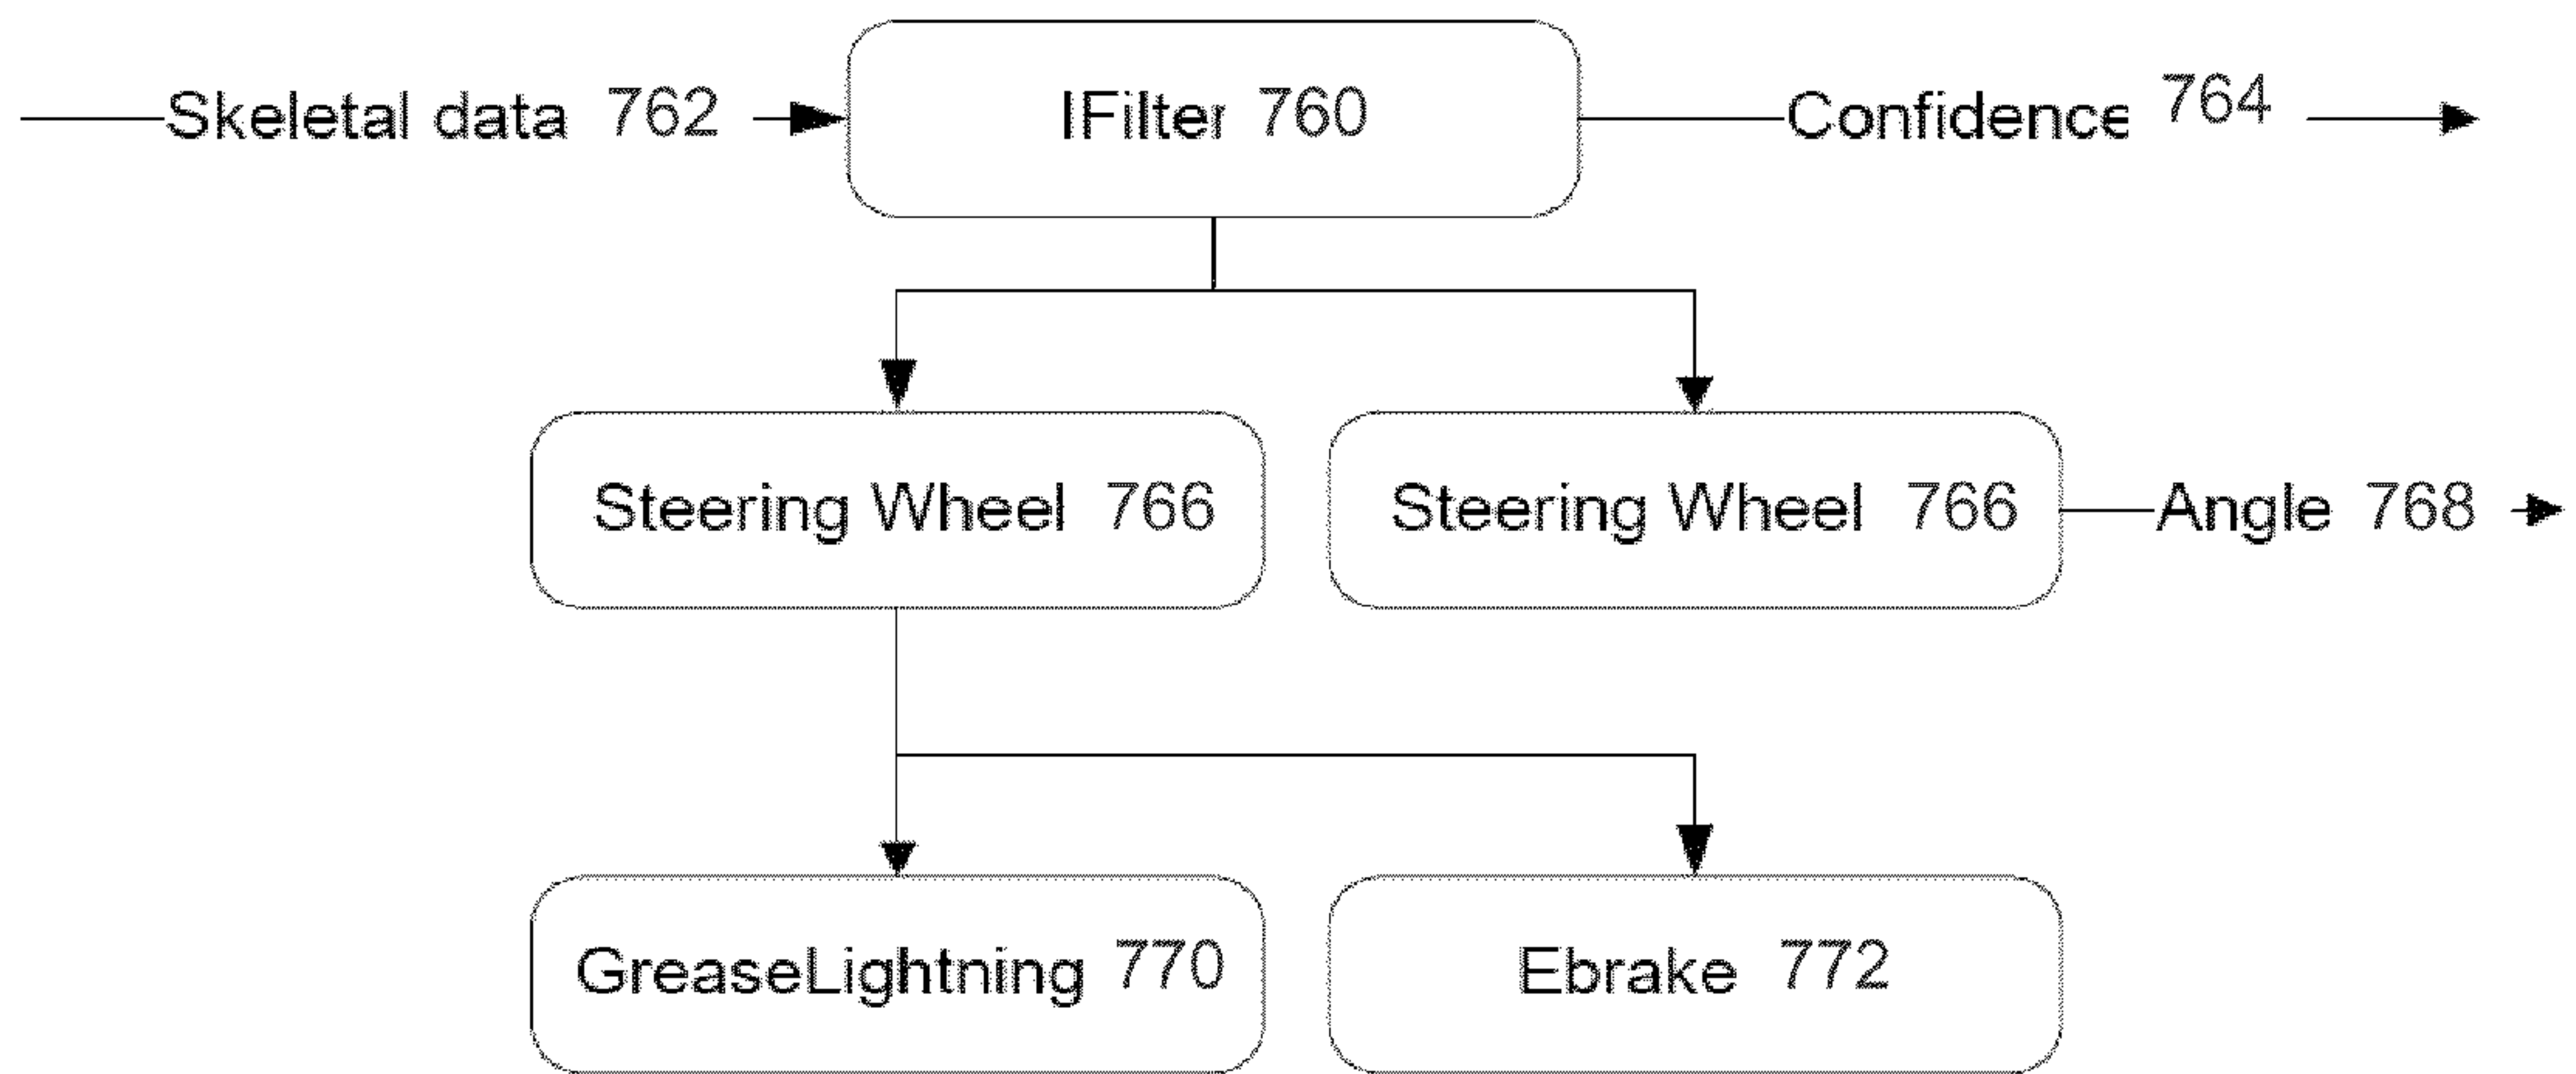 Skeletal data 762 IFilter 760 Confidence 764
Steering Wheel 766 Steering Wheel 766 Angle 768
GreaseLightning 770 Ebrake 772